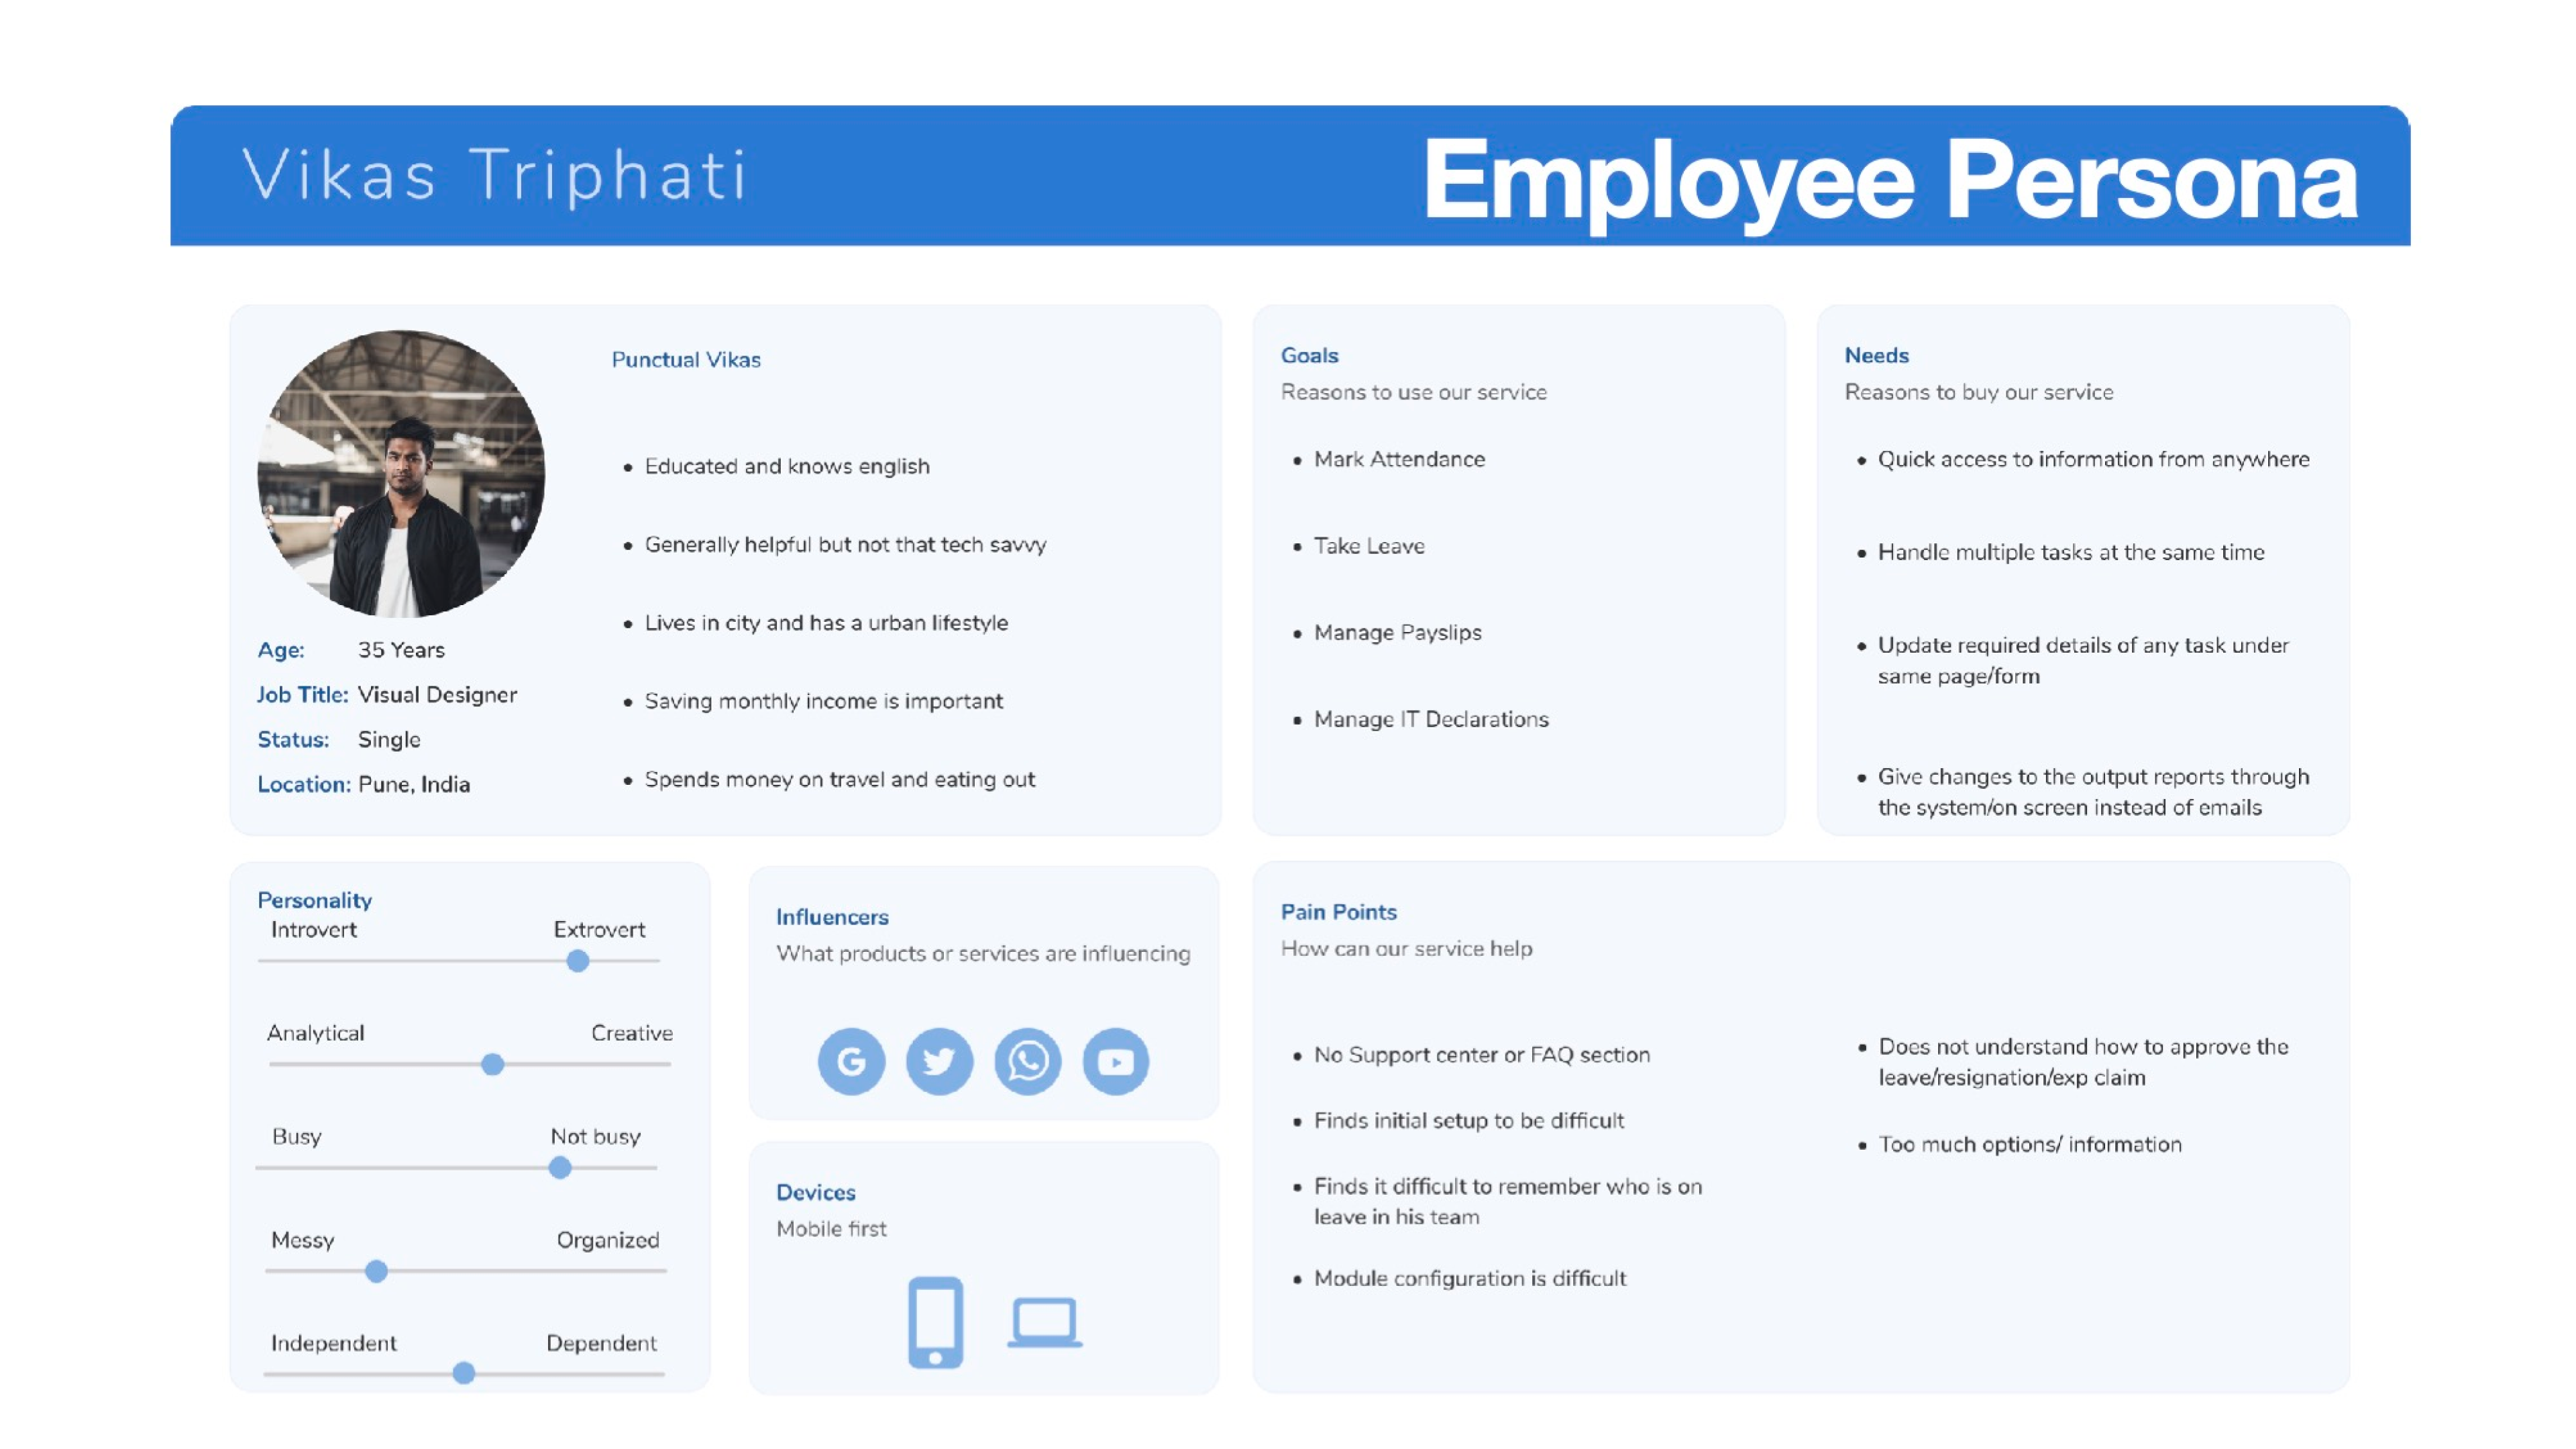 Vikas Triphati
Employee Persona
Punctual Vikas
• Educated and knows english
• Generally helpful but not that tech savvy
• Lives in city and has a urban lifestyle
• Saving monthly income is important
• Spends money on travel and eating out
Age: 35 Years
Job Title: Visual Designer
Status: Single
Location: Pune, India
Goals
Reasons to use our service
• Mark Attendance
• Take Leave
• Manage Payslips
• Manage IT Declarations
Needs
Reasons to buy our service
• Quick access to information from anywhere
• Handle multiple tasks at the same time
• Update required details of any task under
same page/form
• Give changes to the output reports through
the system/on screen instead of emails
Personality
Introvert Extrovert
Analytical Creative
Busy Not busy
Messy Organized
Independent Dependent
Influencers
What products or services are influencing
G
Devices
Mobile first
Pain Points
How can our service help
• No Support center or FAQ section
• Finds initial setup to be difficult
• Finds it difficult to remember who is on
leave in his team
• Module configuration is difficult
• Does not understand how to approve the
leave/resignation/exp claim
• Too much options/ information